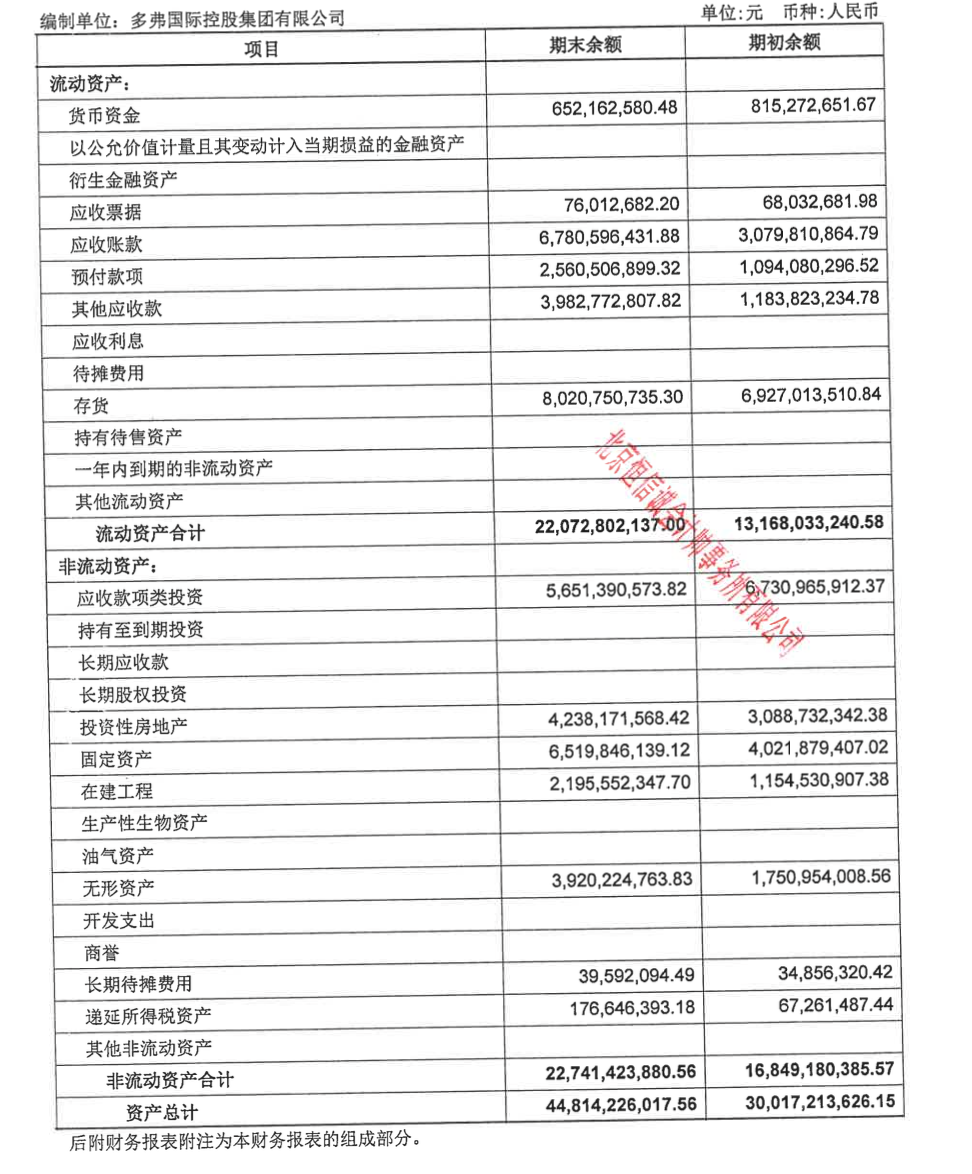 编制单位：多弗国际控股集团有限公司 单位:元 币种:人民币
项目 期末余额 期初余额
流动资产：
货币资金 652,162,580.48 815,272,651.67
以公允价值计量且其变动计入当期损益的金融资产
衍生金融资产
应收票据 76,012,682.20 68,032,681.98
应收账款 6,780,596,431.88 3,079,810,864.79
预付款项 2,560,506,899.32 1,094,080,296.52
其他应收款 3,982,772,807.82 1,183,823,234.78
应收利息
待摊费用
存货 8,020,750,735.30 6,927,013,510.84
持有待售资产
一年内到期的非流动资产
其他流动资产
流动资产合计 22,072,802,137.00 13,168,033,240.58
非流动资产：
应收款项类投资 5,651,390,573.82 6,730,965,912.37
持有至到期投资
长期应收款
长期股权投资
投资性房地产 4,238,171,568.42 3,088,732,342.38
固定资产 6,519,846,139.12 4,021,879,407.02
在建工程 2,195,552,347.70 1,154,530,907.38
生产性生物资产
油气资产
无形资产 3,920,224,763.83 1,750,954,008.56
开发支出
商誉
长期待摊费用 39,592,094.49 34,856,320.42
递延所得税资产 176,646,393.18 67,261,487.44
其他非流动资产
非流动资产合计 22,741,423,880.56 16,849,180,385.57
资产总计 44,814,226,017.56 30,017,213,626.15
后附财务报表附注为本财务报表的组成部分。
北京恒信诚会计师事务所有限公司